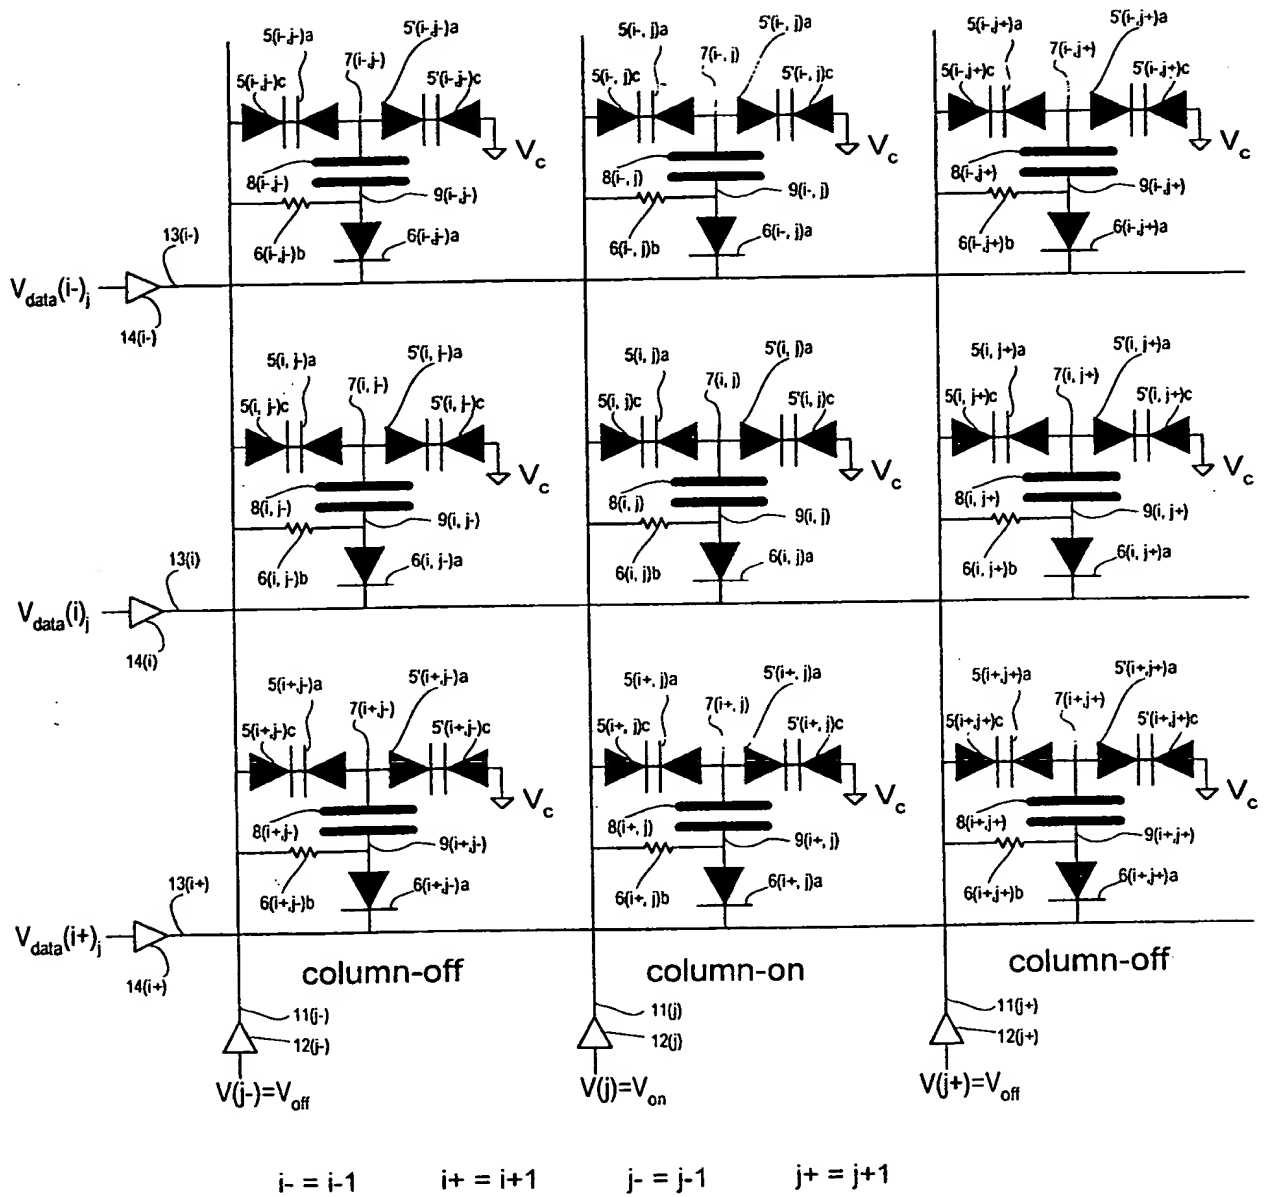 5(i-,j-)a 5'(i-,j-)a 5(i-, j)a 5'(i-, j)a 5(i-,j+)a 5'(i-,j+)a
7(i-,j-) 7(i-, j) 7(i-,j+)
5(i-,j-)c 5'(i-,j-)c 5(i-, j)c 5'(i-, j)c 5(i-,j+)c 5'(i-,j+)c
Vc Vc Vc
8(i-,j-) 9(i-,j-) 8(i-, j) 9(i-, j) 8(i-,j+) 9(i-,j+)
13(i-) 6(i-,j-)b 6(i-,j-)a 6(i-, j)b 6(i-, j)a 6(i-,j+)b 6(i-,j+)a
Vdata(i-)j
14(i-)
5(i, j-)a 5'(i, j-)a 5(i, j)a 5'(i, j)a 5(i, j+)a 5'(i, j+)a
7(i, j-) 7(i, j) 7(i, j+)
5(i, j-)c 5'(i, j-)c 5(i, j)c 5'(i, j)c 5(i, j+)c 5'(i, j+)c
Vc Vc Vc
8(i, j-) 9(i, j-) 8(i, j) 9(i, j) 8(i, j+) 9(i, j+)
13(i) 6(i, j-)b 6(i, j-)a 6(i, j)b 6(i, j)a 6(i, j+)b 6(i, j+)a
Vdata(i)j
14(i)
5(i+,j-)a 5'(i+,j-)a 5(i+, j)a 5'(i+, j)a 5(i+,j+)a 5'(i+,j+)a
7(i+,j-) 7(i+, j) 7(i+,j+)
5(i+,j-)c 5'(i+,j-)c 5(i+, j)c 5'(i+, j)c 5(i+,j+)c 5'(i+,j+)c
Vc Vc Vc
8(i+,j-) 9(i+,j-) 8(i+, j) 9(i+, j) 8(i+,j+) 9(i+,j+)
13(i+) 6(i+,j-)b 6(i+,j-)a 6(i+, j)b 6(i+, j)a 6(i+,j+)b 6(i+,j+)a
Vdata(i+)j
14(i+)
column-off column-on column-off
11(j-) 11(j) 11(j+)
12(j-) 12(j) 12(j+)
V(j-)=Voff V(j)=Von V(j+)=Voff
i- = i-1 i+ = i+1 j- = j-1 j+ = j+1